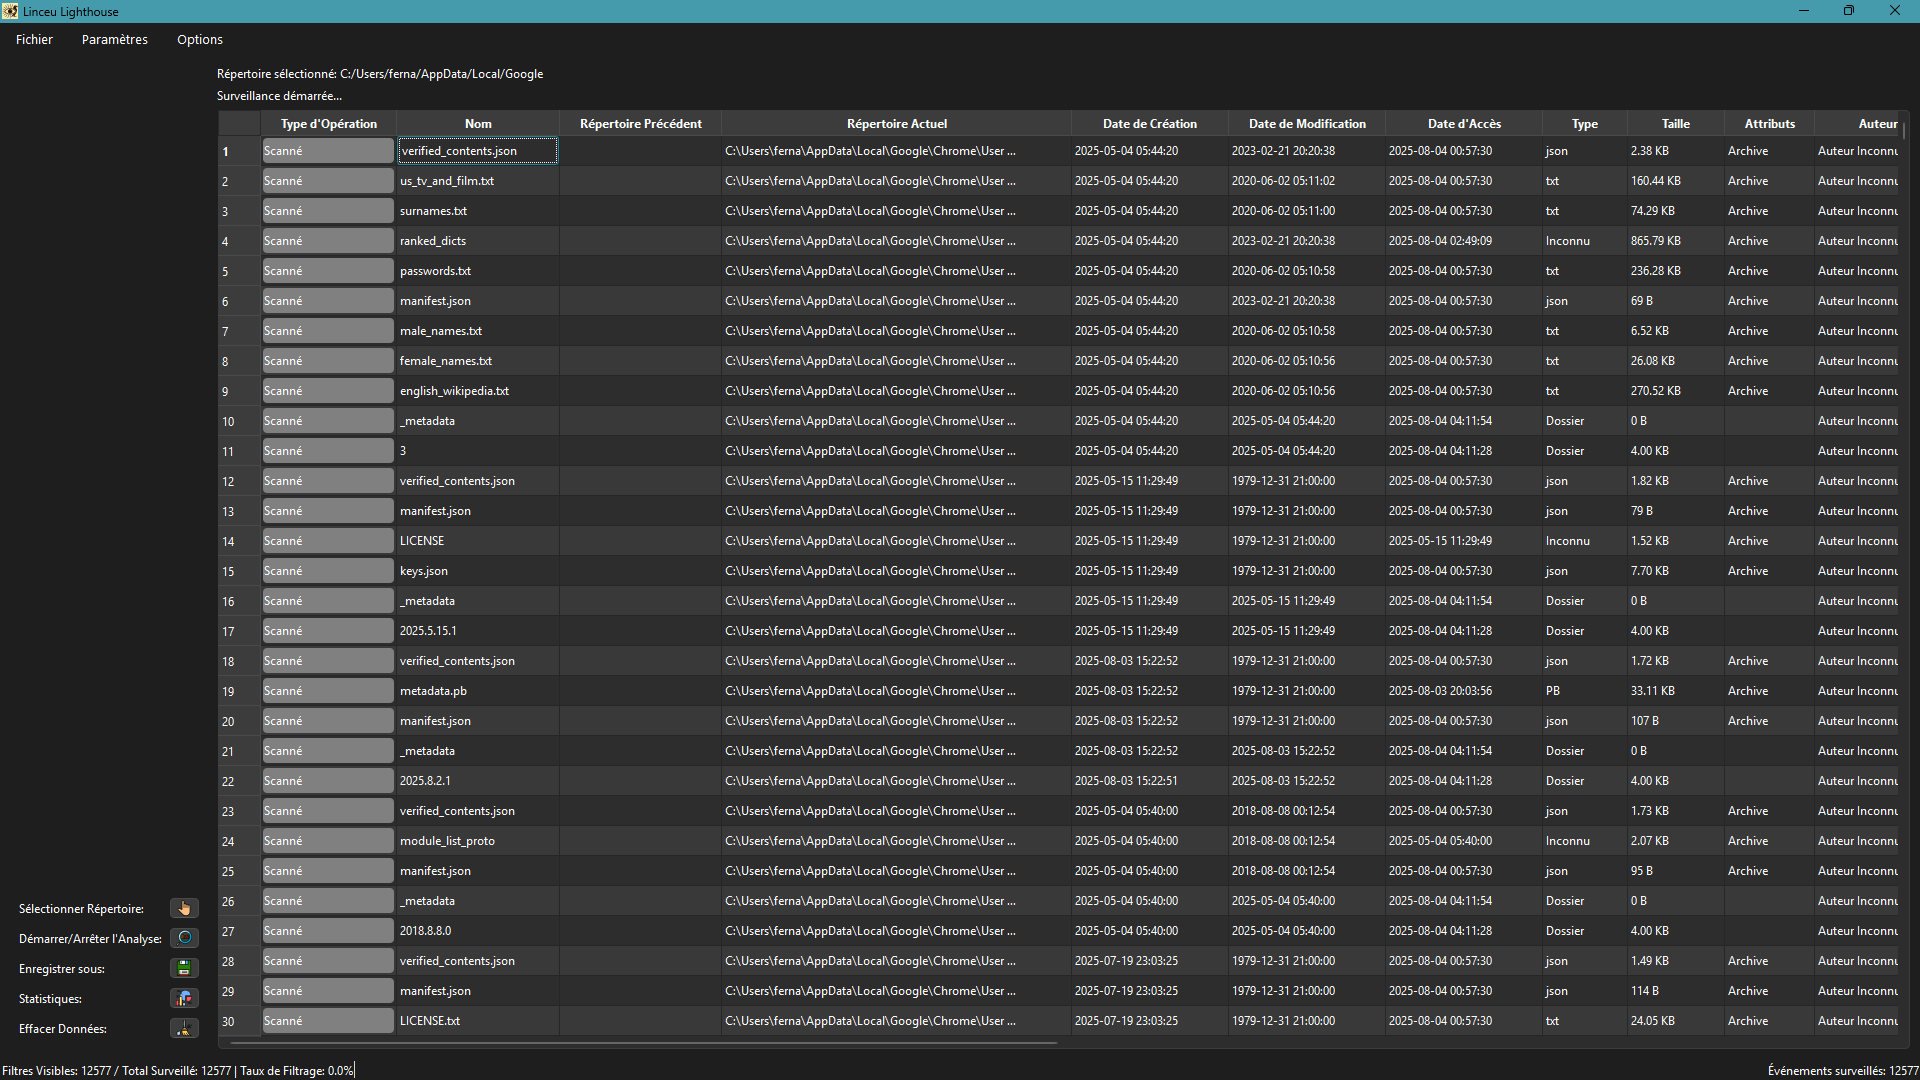 Linceu Lighthouse
Fichier Paramètres Options
Répertoire sélectionné: C:/Users/ferna/AppData/Local/Google
Surveillance démarrée...
Type d'Opération Nom Répertoire Précédent Répertoire Actuel Date de Création Date de Modification Date d'Accès Type Taille Attributs Auteur
1 Scanné verified_contents.json C:\Users\ferna\AppData\Local\Google\Chrome\User ... 2025-05-04 05:44:20 2023-02-21 20:20:38 2025-08-04 00:57:30 json 2.38 KB Archive Auteur Inconnu
2 Scanné us_tv_and_film.txt C:\Users\ferna\AppData\Local\Google\Chrome\User ... 2025-05-04 05:44:20 2020-06-02 05:11:02 2025-08-04 00:57:30 txt 160.44 KB Archive Auteur Inconnu
3 Scanné surnames.txt C:\Users\ferna\AppData\Local\Google\Chrome\User ... 2025-05-04 05:44:20 2020-06-02 05:11:00 2025-08-04 00:57:30 txt 74.29 KB Archive Auteur Inconnu
4 Scanné ranked_dicts C:\Users\ferna\AppData\Local\Google\Chrome\User ... 2025-05-04 05:44:20 2023-02-21 20:20:38 2025-08-04 02:49:09 Inconnu 865.79 KB Archive Auteur Inconnu
5 Scanné passwords.txt C:\Users\ferna\AppData\Local\Google\Chrome\User ... 2025-05-04 05:44:20 2020-06-02 05:10:58 2025-08-04 00:57:30 txt 236.28 KB Archive Auteur Inconnu
6 Scanné manifest.json C:\Users\ferna\AppData\Local\Google\Chrome\User ... 2025-05-04 05:44:20 2023-02-21 20:20:38 2025-08-04 00:57:30 json 69 B Archive Auteur Inconnu
7 Scanné male_names.txt C:\Users\ferna\AppData\Local\Google\Chrome\User ... 2025-05-04 05:44:20 2020-06-02 05:10:58 2025-08-04 00:57:30 txt 6.52 KB Archive Auteur Inconnu
8 Scanné female_names.txt C:\Users\ferna\AppData\Local\Google\Chrome\User ... 2025-05-04 05:44:20 2020-06-02 05:10:56 2025-08-04 00:57:30 txt 26.08 KB Archive Auteur Inconnu
9 Scanné english_wikipedia.txt C:\Users\ferna\AppData\Local\Google\Chrome\User ... 2025-05-04 05:44:20 2020-06-02 05:10:56 2025-08-04 00:57:30 txt 270.52 KB Archive Auteur Inconnu
10 Scanné _metadata C:\Users\ferna\AppData\Local\Google\Chrome\User ... 2025-05-04 05:44:20 2025-05-04 05:44:20 2025-08-04 04:11:54 Dossier 0 B Auteur Inconnu
11 Scanné 3 C:\Users\ferna\AppData\Local\Google\Chrome\User ... 2025-05-04 05:44:20 2025-05-04 05:44:20 2025-08-04 04:11:28 Dossier 4.00 KB Auteur Inconnu
12 Scanné verified_contents.json C:\Users\ferna\AppData\Local\Google\Chrome\User ... 2025-05-15 11:29:49 1979-12-31 21:00:00 2025-08-04 00:57:30 json 1.82 KB Archive Auteur Inconnu
13 Scanné manifest.json C:\Users\ferna\AppData\Local\Google\Chrome\User ... 2025-05-15 11:29:49 1979-12-31 21:00:00 2025-08-04 00:57:30 json 79 B Archive Auteur Inconnu
14 Scanné LICENSE C:\Users\ferna\AppData\Local\Google\Chrome\User ... 2025-05-15 11:29:49 1979-12-31 21:00:00 2025-05-15 11:29:49 Inconnu 1.52 KB Archive Auteur Inconnu
15 Scanné keys.json C:\Users\ferna\AppData\Local\Google\Chrome\User ... 2025-05-15 11:29:49 1979-12-31 21:00:00 2025-08-04 00:57:30 json 7.70 KB Archive Auteur Inconnu
16 Scanné _metadata C:\Users\ferna\AppData\Local\Google\Chrome\User ... 2025-05-15 11:29:49 2025-05-15 11:29:49 2025-08-04 04:11:54 Dossier 0 B Auteur Inconnu
17 Scanné 2025.5.15.1 C:\Users\ferna\AppData\Local\Google\Chrome\User ... 2025-05-15 11:29:49 2025-05-15 11:29:49 2025-08-04 04:11:28 Dossier 4.00 KB Auteur Inconnu
18 Scanné verified_contents.json C:\Users\ferna\AppData\Local\Google\Chrome\User ... 2025-08-03 15:22:52 1979-12-31 21:00:00 2025-08-04 00:57:30 json 1.72 KB Archive Auteur Inconnu
19 Scanné metadata.pb C:\Users\ferna\AppData\Local\Google\Chrome\User ... 2025-08-03 15:22:52 1979-12-31 21:00:00 2025-08-03 20:03:56 PB 33.11 KB Archive Auteur Inconnu
20 Scanné manifest.json C:\Users\ferna\AppData\Local\Google\Chrome\User ... 2025-08-03 15:22:52 1979-12-31 21:00:00 2025-08-04 00:57:30 json 107 B Archive Auteur Inconnu
21 Scanné _metadata C:\Users\ferna\AppData\Local\Google\Chrome\User ... 2025-08-03 15:22:52 2025-08-03 15:22:52 2025-08-04 04:11:54 Dossier 0 B Auteur Inconnu
22 Scanné 2025.8.2.1 C:\Users\ferna\AppData\Local\Google\Chrome\User ... 2025-08-03 15:22:51 2025-08-03 15:22:52 2025-08-04 04:11:28 Dossier 4.00 KB Auteur Inconnu
23 Scanné verified_contents.json C:\Users\ferna\AppData\Local\Google\Chrome\User ... 2025-05-04 05:40:00 2018-08-08 00:12:54 2025-08-04 00:57:30 json 1.73 KB Archive Auteur Inconnu
24 Scanné module_list_proto C:\Users\ferna\AppData\Local\Google\Chrome\User ... 2025-05-04 05:40:00 2018-08-08 00:12:54 2025-05-04 05:40:00 Inconnu 2.07 KB Archive Auteur Inconnu
25 Scanné manifest.json C:\Users\ferna\AppData\Local\Google\Chrome\User ... 2025-05-04 05:40:00 2018-08-08 00:12:54 2025-08-04 00:57:30 json 95 B Archive Auteur Inconnu
26 Scanné _metadata C:\Users\ferna\AppData\Local\Google\Chrome\User ... 2025-05-04 05:40:00 2025-05-04 05:40:00 2025-08-04 04:11:54 Dossier 0 B Auteur Inconnu
27 Scanné 2018.8.8.0 C:\Users\ferna\AppData\Local\Google\Chrome\User ... 2025-05-04 05:40:00 2025-05-04 05:40:00 2025-08-04 04:11:28 Dossier 4.00 KB Auteur Inconnu
28 Scanné verified_contents.json C:\Users\ferna\AppData\Local\Google\Chrome\User ... 2025-07-19 23:03:25 1979-12-31 21:00:00 2025-08-04 00:57:30 json 1.49 KB Archive Auteur Inconnu
29 Scanné manifest.json C:\Users\ferna\AppData\Local\Google\Chrome\User ... 2025-07-19 23:03:25 1979-12-31 21:00:00 2025-08-04 00:57:30 json 114 B Archive Auteur Inconnu
30 Scanné LICENSE.txt C:\Users\ferna\AppData\Local\Google\Chrome\User ... 2025-07-19 23:03:25 1979-12-31 21:00:00 2025-08-04 00:57:30 txt 24.05 KB Archive Auteur Inconnu
Sélectionner Répertoire:
Démarrer/Arrêter l'Analyse:
Enregistrer sous:
Statistiques:
Effacer Données:
Filtres Visibles: 12577 / Total Surveillé: 12577 | Taux de Filtrage: 0.0%
Événements surveillés: 12577